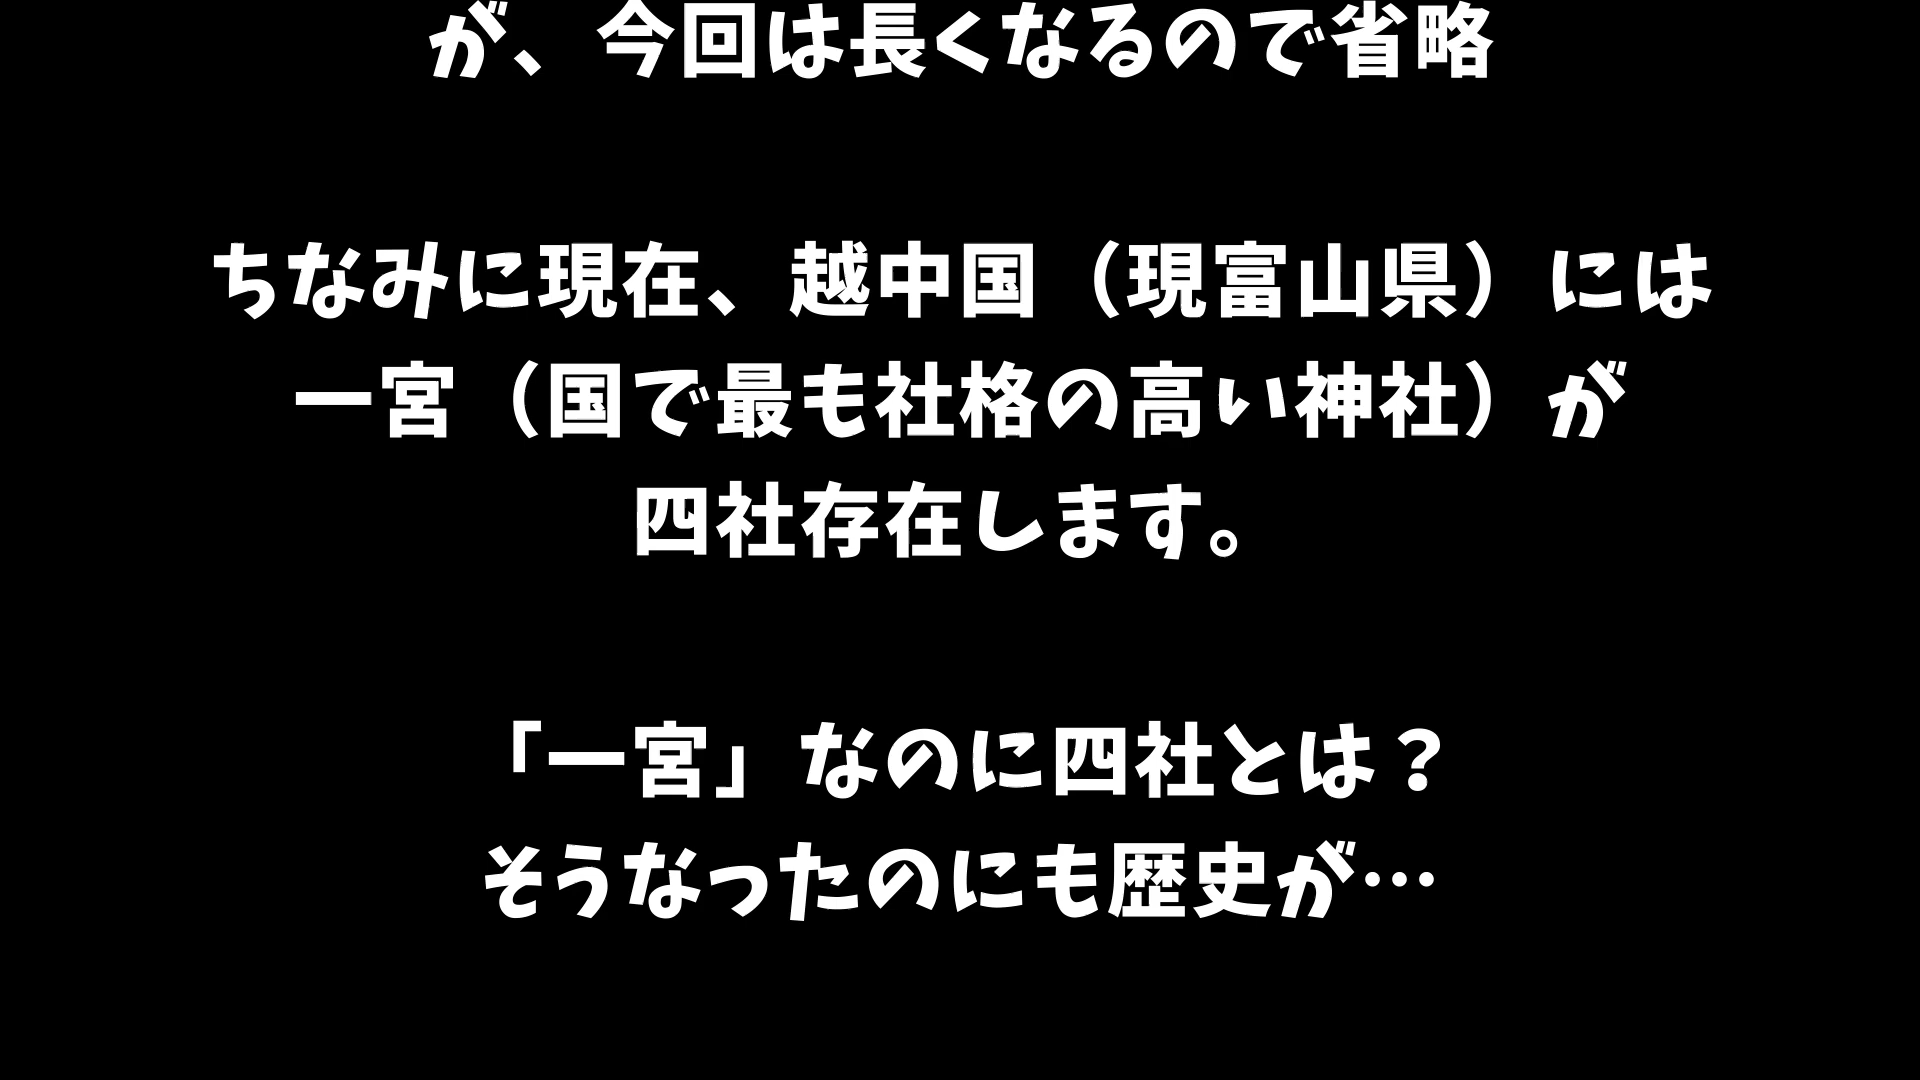 が、今回は長くなるので省略
ちなみに現在、越中国（現富山県）には
一宮（国で最も社格の高い神社）が
四社存在します。
「一宮」なのに四社とは？
そうなったのにも歴史が…